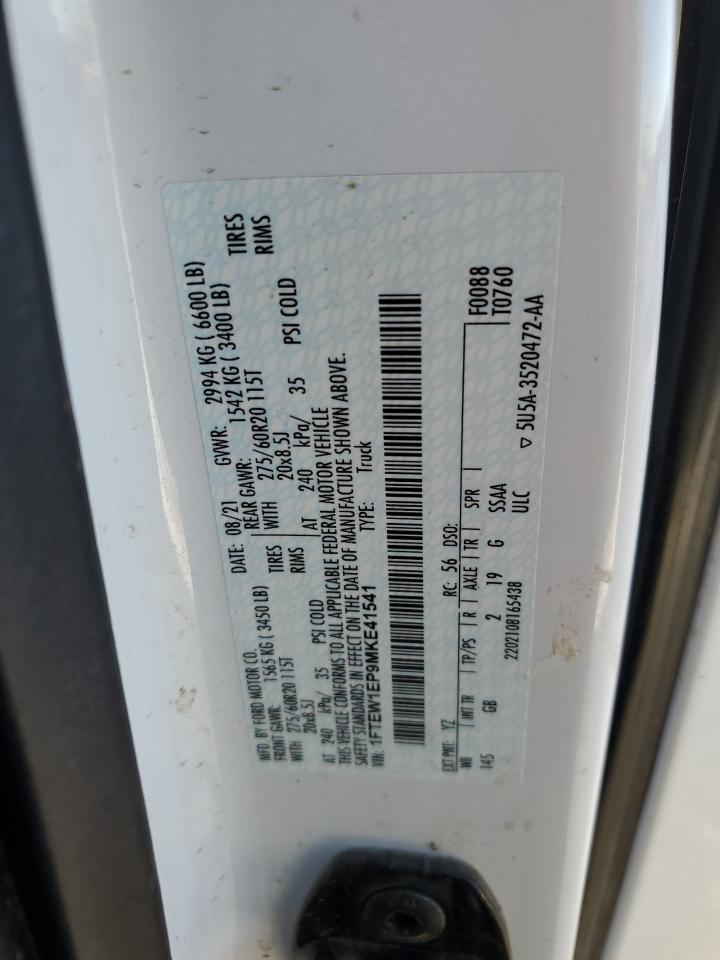 MFD. BY FORD MOTOR CO.
DATE: 08/21 GVWR: 2994 KG ( 6600 LB)
FRONT GAWR: 1565 KG ( 3450 LB) REAR GAWR: 1542 KG ( 3400 LB)
WITH 275/60R20 115T TIRES WITH 275/60R20 115T TIRES
20x8.5J RIMS 20x8.5J RIMS
AT 240 kPa/ 35 PSI COLD AT 240 kPa/ 35 PSI COLD
THIS VEHICLE CONFORMS TO ALL APPLICABLE FEDERAL MOTOR VEHICLE
SAFETY STANDARDS IN EFFECT ON THE DATE OF MANUFACTURE SHOWN ABOVE.
VIN: 1FTEW1EP9MKE41541 TYPE: Truck
EXT PNT: YZ RC: 56 DSO: F0088
WB INT TR TP/PS R AXLE TR SPR T0760
145 GB 2 19 G SSAA
2202108165438 ULC
▽ 5U5A-3520472-AA